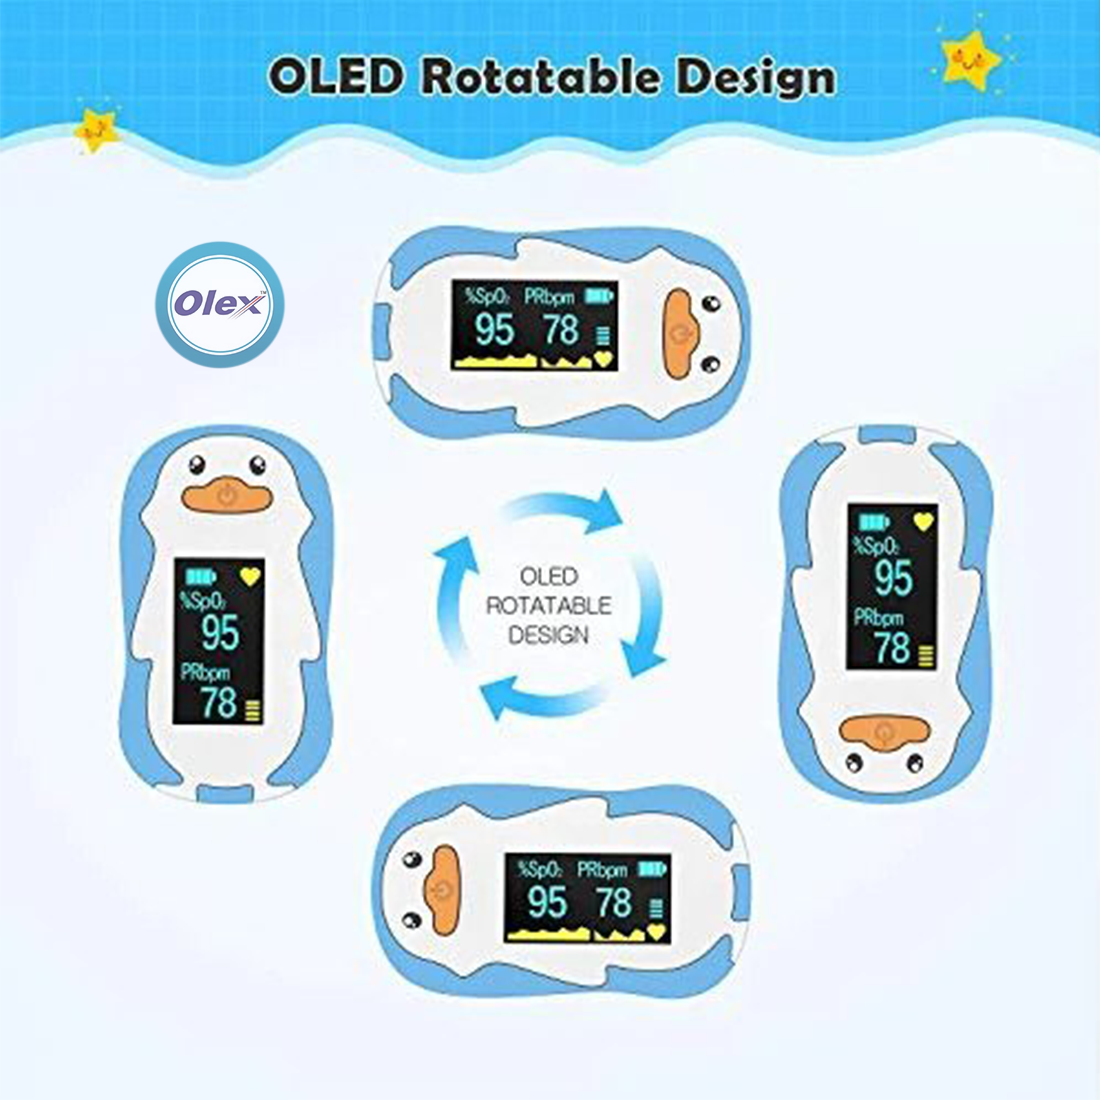 OLED Rotatable Design
Olex™
%SpO₂ PRbpm
95 78
%SpO₂
95
PRbpm
78
OLED
ROTATABLE
DESIGN
%SpO₂
95
PRbpm
78
%SpO₂ PRbpm
95 78